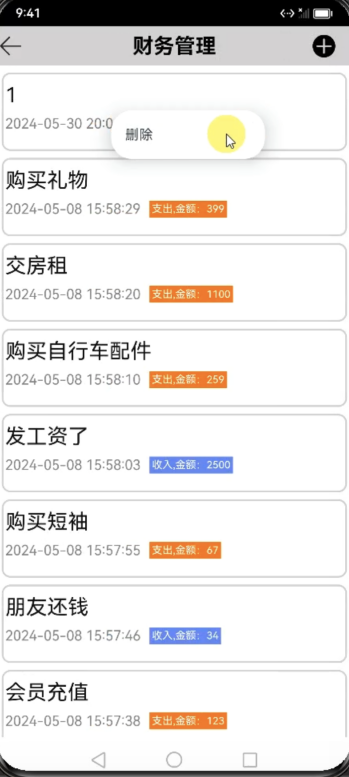 9:41
财务管理
1
2024-05-30 20:0
删除
购买礼物
2024-05-08 15:58:29 支出,金额: 399
交房租
2024-05-08 15:58:20 支出,金额: 1100
购买自行车配件
2024-05-08 15:58:10 支出,金额: 259
发工资了
2024-05-08 15:58:03 收入,金额: 2500
购买短袖
2024-05-08 15:57:55 支出,金额: 67
朋友还钱
2024-05-08 15:57:46 收入,金额: 34
会员充值
2024-05-08 15:57:38 支出,金额: 123